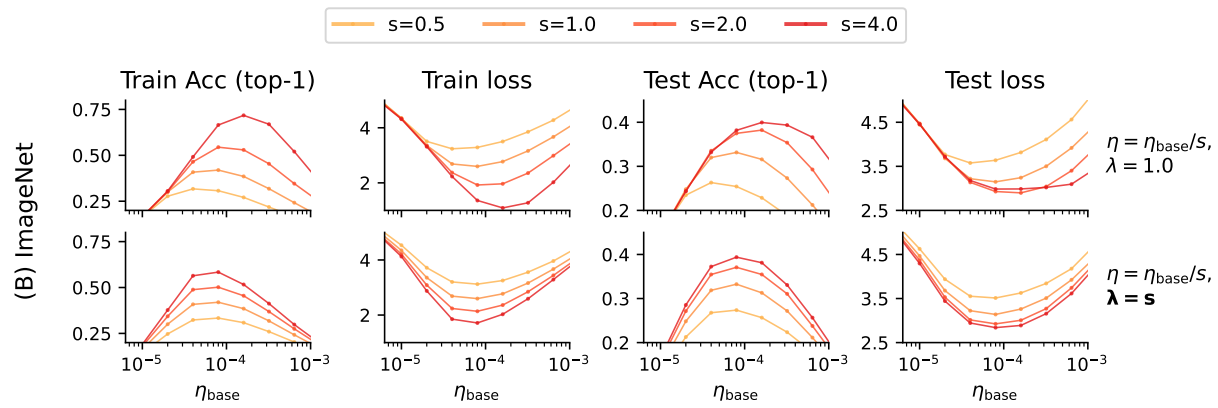 s=0.5 s=1.0 s=2.0 s=4.0
Train Acc (top-1) Train loss Test Acc (top-1) Test loss
(B) ImageNet
0.75
0.50
0.25
4
2
0.4
0.3
0.2
4.5
3.5
2.5
η = η_base/s,
λ = 1.0
0.75
0.50
0.25
4
2
0.4
0.3
0.2
4.5
3.5
2.5
η = η_base/s,
λ = s
10⁻⁵ 10⁻⁴ 10⁻³ 10⁻⁵ 10⁻⁴ 10⁻³ 10⁻⁵ 10⁻⁴ 10⁻³ 10⁻⁵ 10⁻⁴ 10⁻³
η_base η_base η_base η_base